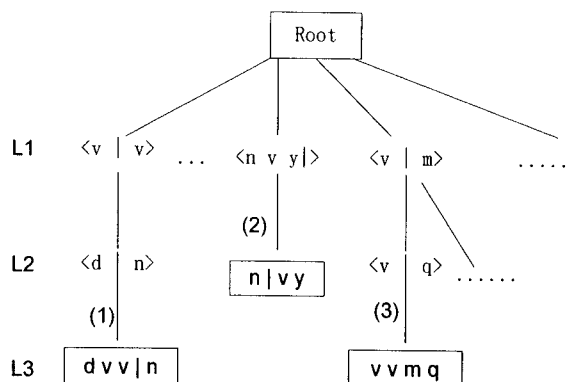 Root
L1 <v | v> ... <n v y|> <v | m> .....
(2)
L2 <d n> n|vy <v q> ......
(1) (3)
L3 dvv|n vvmq